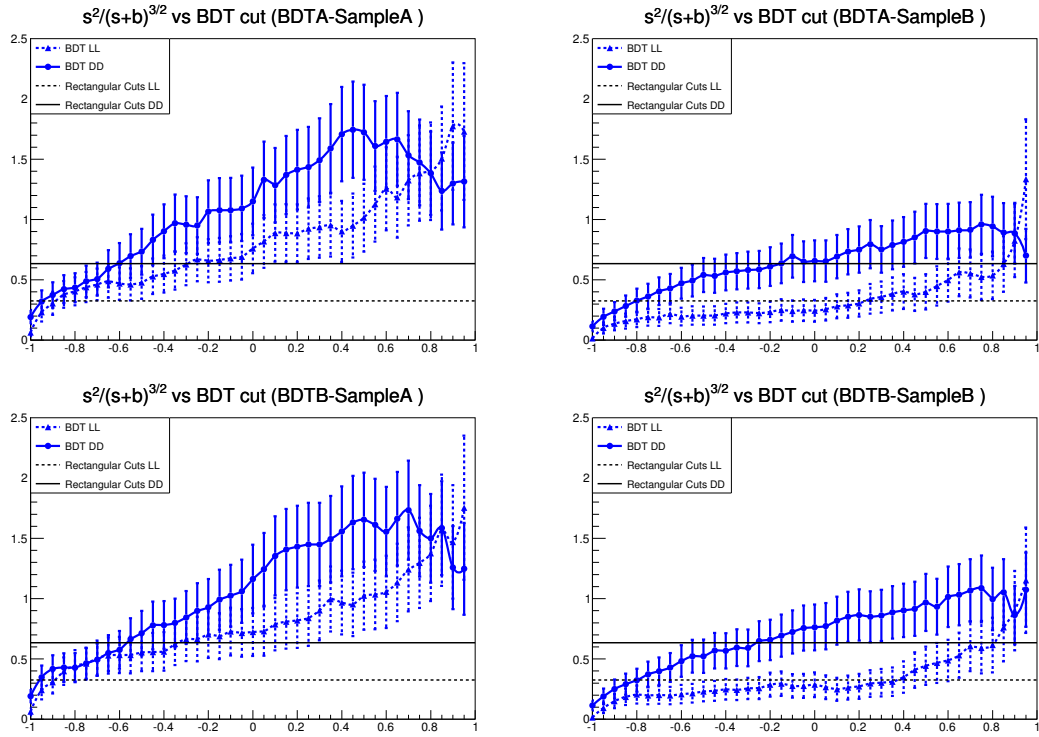 s²/(s+b)^3/2 vs BDT cut (BDTA-SampleA )
2.5
2
1.5
1
0.5
0
BDT LL
BDT DD
Rectangular Cuts LL
Rectangular Cuts DD
-1 -0.8 -0.6 -0.4 -0.2 0 0.2 0.4 0.6 0.8 1
s²/(s+b)^3/2 vs BDT cut (BDTA-SampleB )
2.5
2
1.5
1
0.5
0
BDT LL
BDT DD
Rectangular Cuts LL
Rectangular Cuts DD
-1 -0.8 -0.6 -0.4 -0.2 0 0.2 0.4 0.6 0.8 1
s²/(s+b)^3/2 vs BDT cut (BDTB-SampleA )
2.5
2
1.5
1
0.5
0
BDT LL
BDT DD
Rectangular Cuts LL
Rectangular Cuts DD
-1 -0.8 -0.6 -0.4 -0.2 0 0.2 0.4 0.6 0.8 1
s²/(s+b)^3/2 vs BDT cut (BDTB-SampleB )
2.5
2
1.5
1
0.5
0
BDT LL
BDT DD
Rectangular Cuts LL
Rectangular Cuts DD
-1 -0.8 -0.6 -0.4 -0.2 0 0.2 0.4 0.6 0.8 1